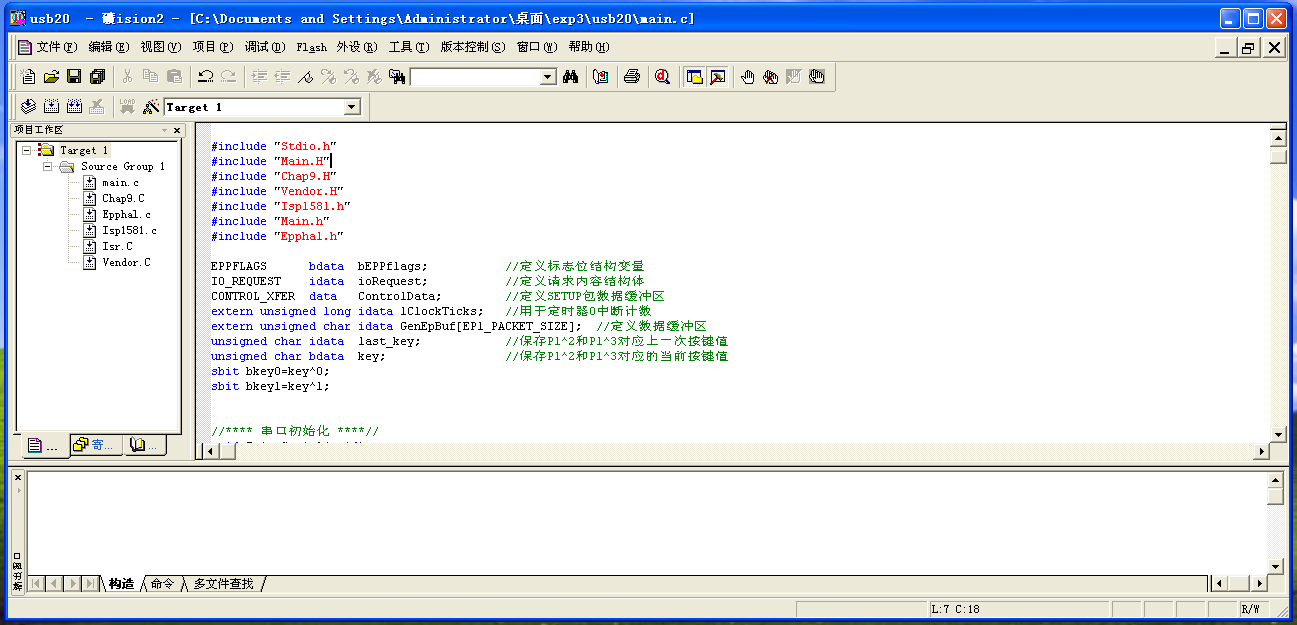 usb20 - 礦ision2 - [C:\Documents and Settings\Administrator\桌面\exp3\usb20\main.c]
文件(F) 编辑(E) 视图(V) 项目(P) 调试(D) Flash 外设(R) 工具(T) 版本控制(S) 窗口(W) 帮助(H)
LOAD
Target 1
项目工作区
Target 1
Source Group 1
main.c
Chap9.C
Epphal.c
Isp1581.c
Isr.C
Vendor.C
...
寄...
...
#include "Stdio.h"
#include "Main.H"
#include "Chap9.H"
#include "Vendor.H"
#include "Isp1581.h"
#include "Main.h"
#include "Epphal.h"
EPPFLAGS bdata bEPPflags; //定义标志位结构变量
IO_REQUEST idata ioRequest; //定义请求内容结构体
CONTROL_XFER data ControlData; //定义SETUP包数据缓冲区
extern unsigned long idata lClockTicks; //用于定时器0中断计数
extern unsigned char idata GenEpBuf[EP1_PACKET_SIZE]; //定义数据缓冲区
unsigned char idata last_key; //保存P1^2和P1^3对应上一次按键值
unsigned char bdata key; //保存P1^2和P1^3对应的当前按键值
sbit bkey0=key^0;
sbit bkey1=key^1;
//**** 串口初始化 ****//
构造 命令 多文件查找
L:7 C:18
R/W